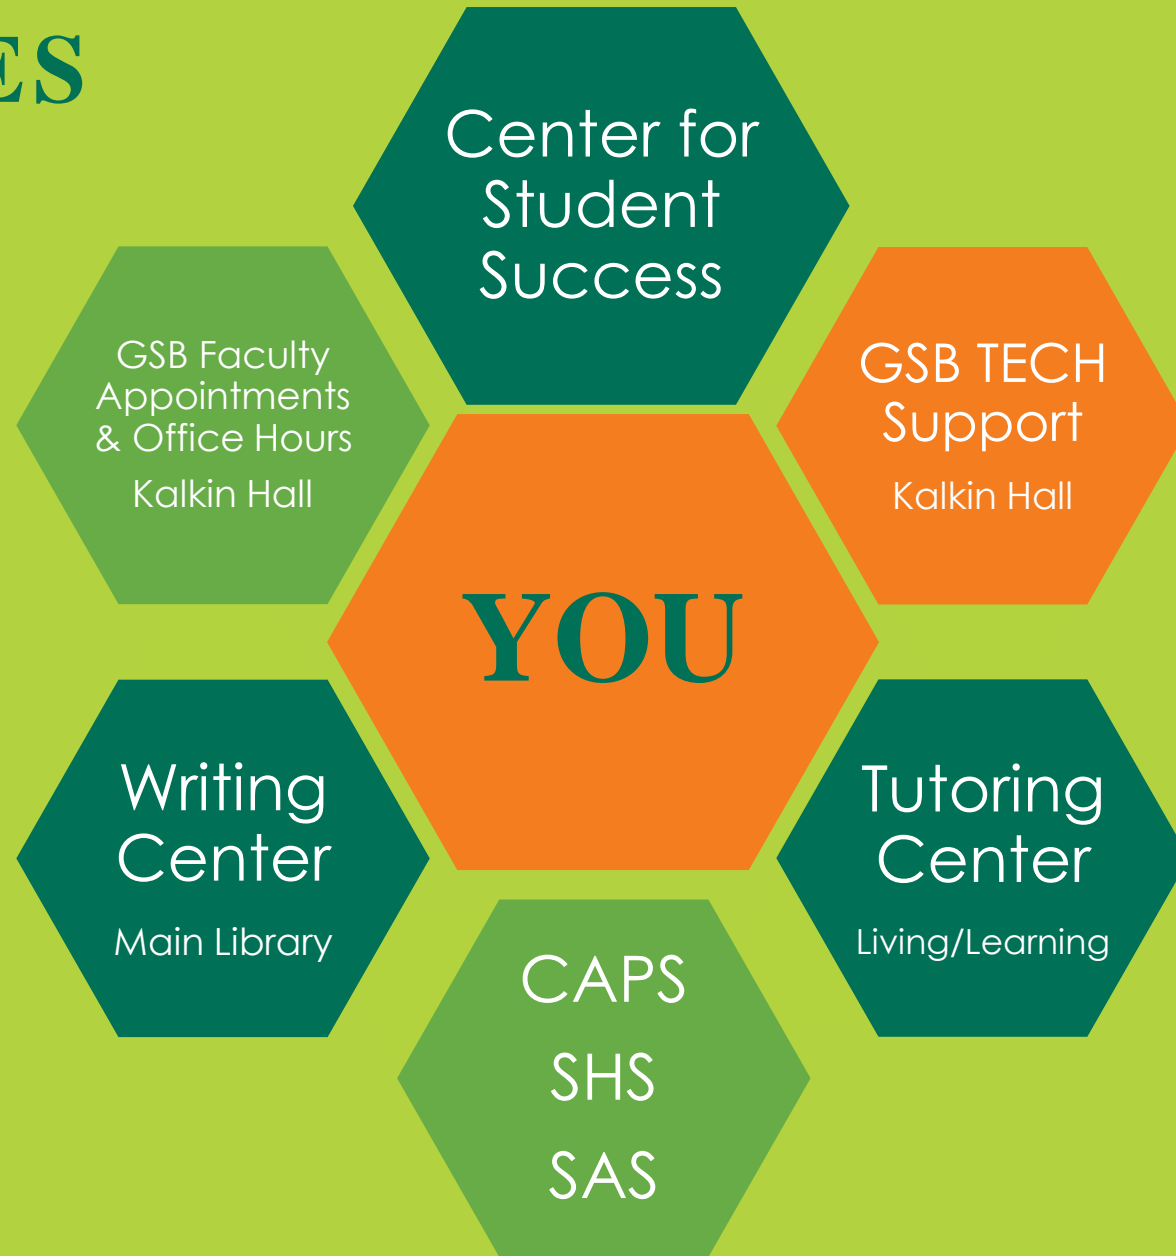 ES
Center for
Student
Success
GSB Faculty
Appointments
& Office Hours
Kalkin Hall
GSB TECH
Support
Kalkin Hall
YOU
Writing
Center
Main Library
Tutoring
Center
Living/Learning
CAPS
SHS
SAS